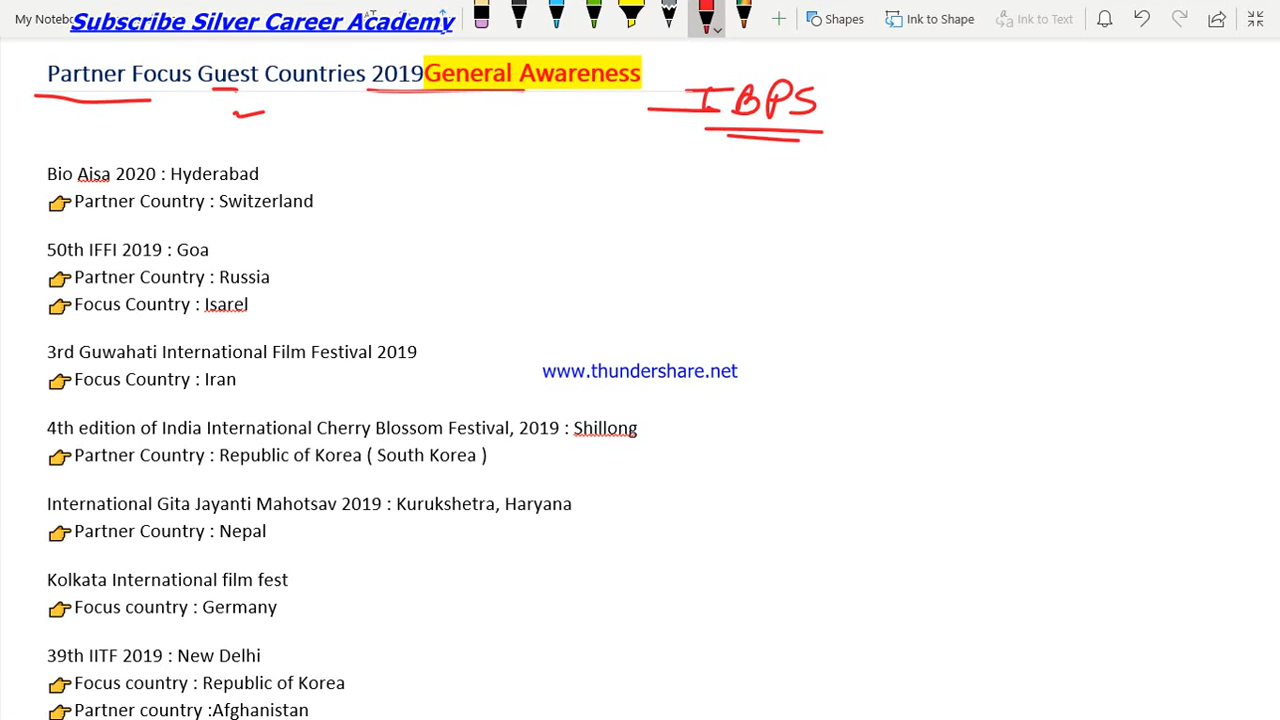 My Notebo
Subscribe Silver Career Academy
Shapes
Ink to Shape
Ink to Text
Partner Focus Guest Countries 2019General Awareness
IBPS
Bio Aisa 2020 : Hyderabad
Partner Country : Switzerland
50th IFFI 2019 : Goa
Partner Country : Russia
Focus Country : Isarel
3rd Guwahati International Film Festival 2019
www.thundershare.net
Focus Country : Iran
4th edition of India International Cherry Blossom Festival, 2019 : Shillong
Partner Country : Republic of Korea ( South Korea )
International Gita Jayanti Mahotsav 2019 : Kurukshetra, Haryana
Partner Country : Nepal
Kolkata International film fest
Focus country : Germany
39th IITF 2019 : New Delhi
Focus country : Republic of Korea
Partner country :Afghanistan